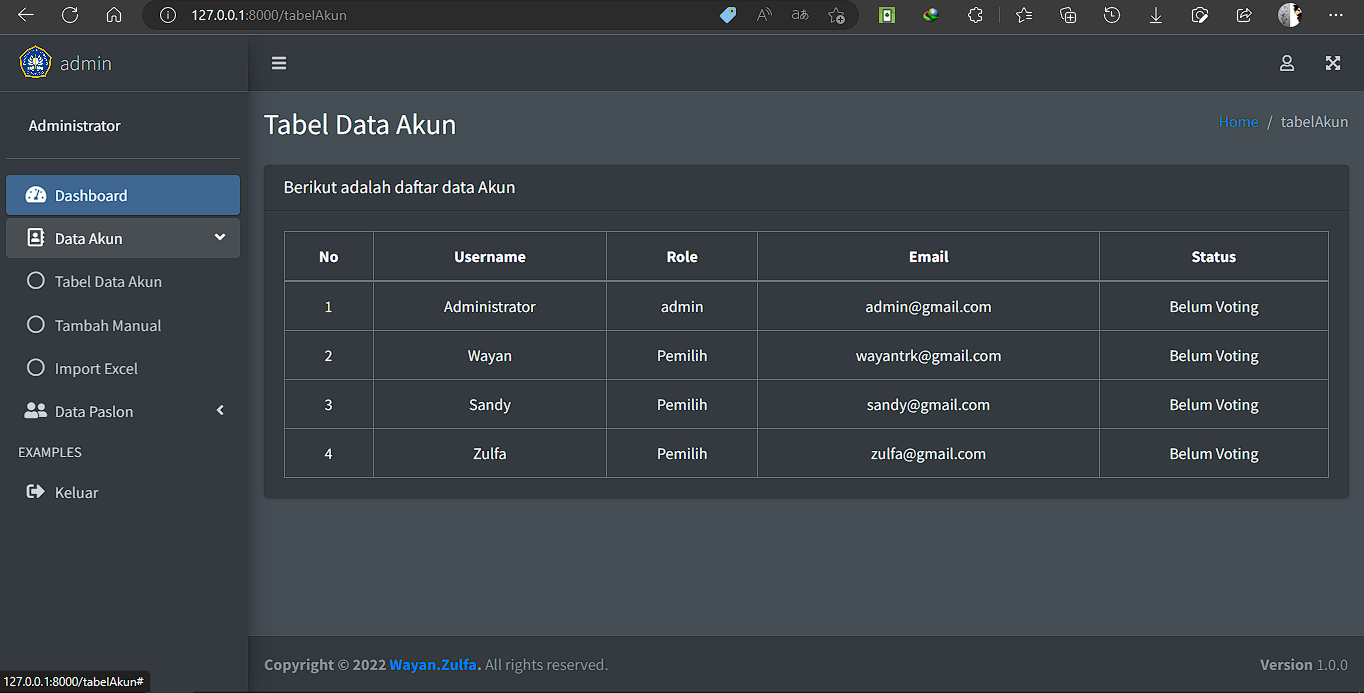 127.0.0.1:8000/tabelAkun
admin
Administrator
Dashboard
Data Akun
Tabel Data Akun
Tambah Manual
Import Excel
Data Paslon
EXAMPLES
Keluar
Tabel Data Akun
Home / tabelAkun
Berikut adalah daftar data Akun
No Username Role Email Status
1 Administrator admin admin@gmail.com Belum Voting
2 Wayan Pemilih wayantrk@gmail.com Belum Voting
3 Sandy Pemilih sandy@gmail.com Belum Voting
4 Zulfa Pemilih zulfa@gmail.com Belum Voting
Copyright © 2022 Wayan.Zulfa. All rights reserved.
Version 1.0.0
127.0.0.1:8000/tabelAkun#